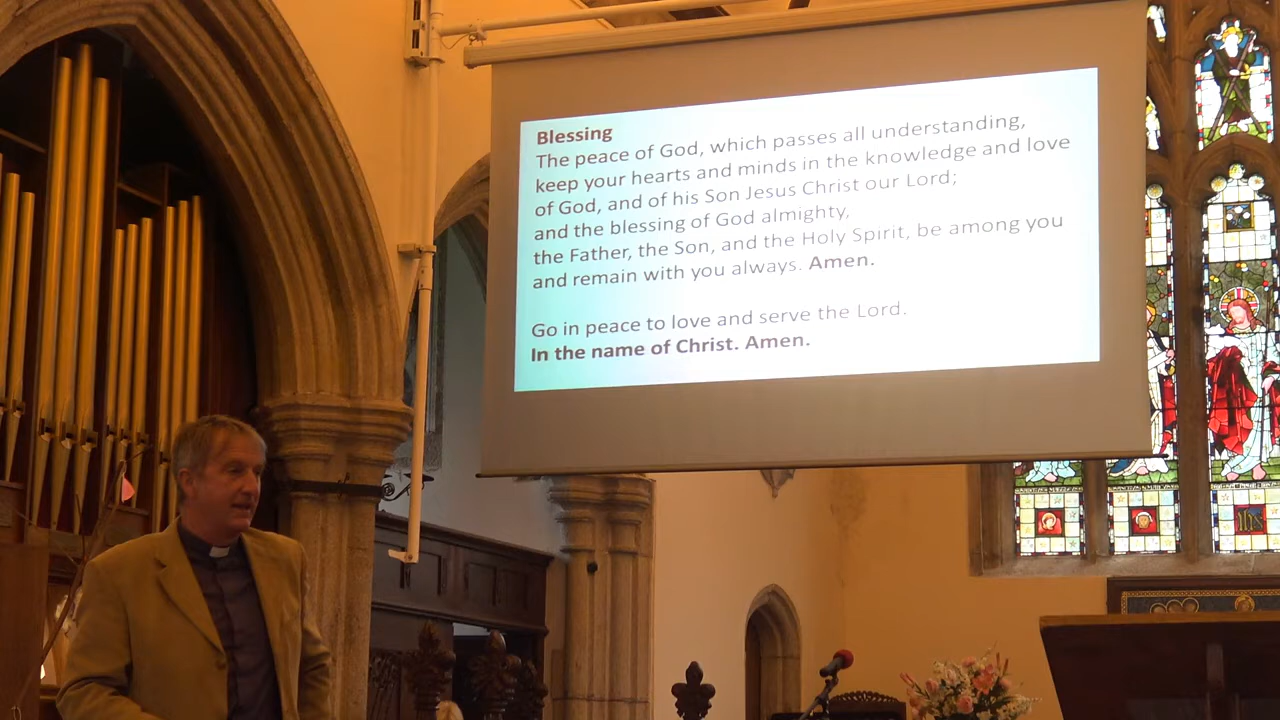 Blessing
The peace of God, which passes all understanding,
keep your hearts and minds in the knowledge and love
of God, and of his Son Jesus Christ our Lord;
and the blessing of God almighty,
the Father, the Son, and the Holy Spirit, be among you
and remain with you always. Amen.
Go in peace to love and serve the Lord.
In the name of Christ. Amen.